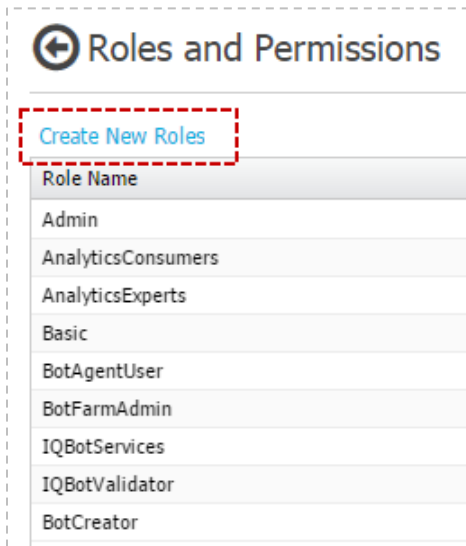 Roles and Permissions
Create New Roles
Role Name
Admin
AnalyticsConsumers
AnalyticsExperts
Basic
BotAgentUser
BotFarmAdmin
IQBotServices
IQBotValidator
BotCreator